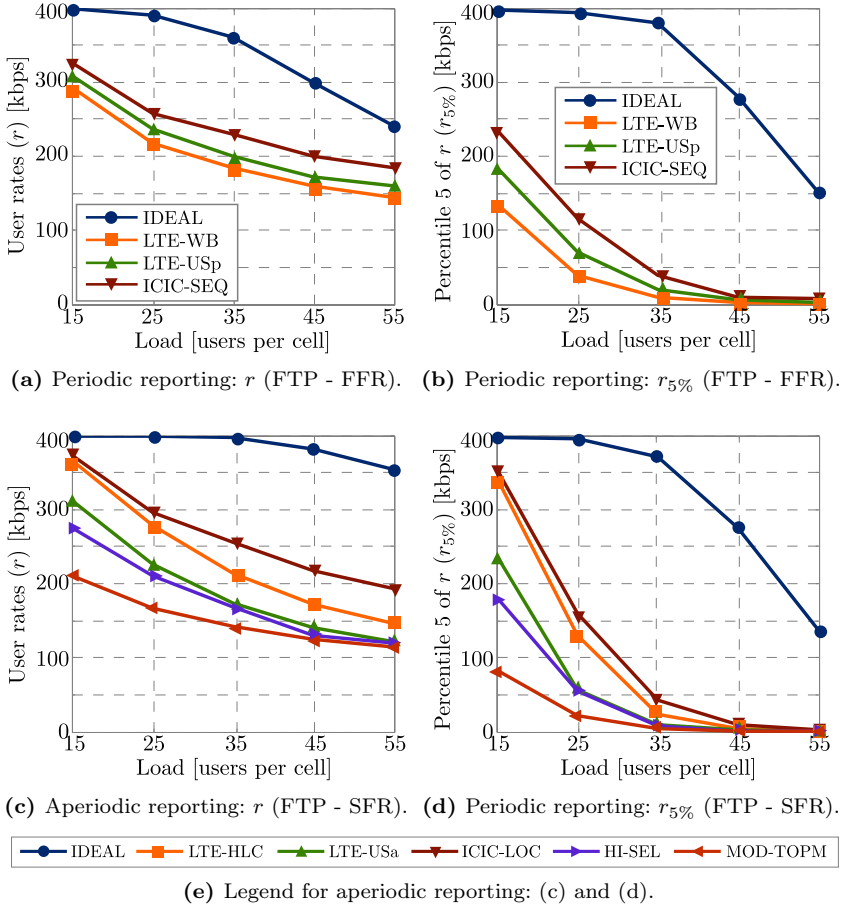 User rates (r) [kbps]
400
300
200
100
0
15 25 35 45 55
Load [users per cell]
IDEAL
LTE-WB
LTE-USp
ICIC-SEQ
(a) Periodic reporting: r (FTP - FFR).
Percentile 5 of r (r5%) [kbps]
400
300
200
100
0
15 25 35 45 55
Load [users per cell]
IDEAL
LTE-WB
LTE-USp
ICIC-SEQ
(b) Periodic reporting: r5% (FTP - FFR).
User rates (r) [kbps]
400
300
200
100
0
15 25 35 45 55
Load [users per cell]
(c) Aperiodic reporting: r (FTP - SFR).
Percentile 5 of r (r5%) [kbps]
400
300
200
100
0
15 25 35 45 55
Load [users per cell]
(d) Periodic reporting: r5% (FTP - SFR).
IDEAL LTE-HLC LTE-USa ICIC-LOC HI-SEL MOD-TOPM
(e) Legend for aperiodic reporting: (c) and (d).